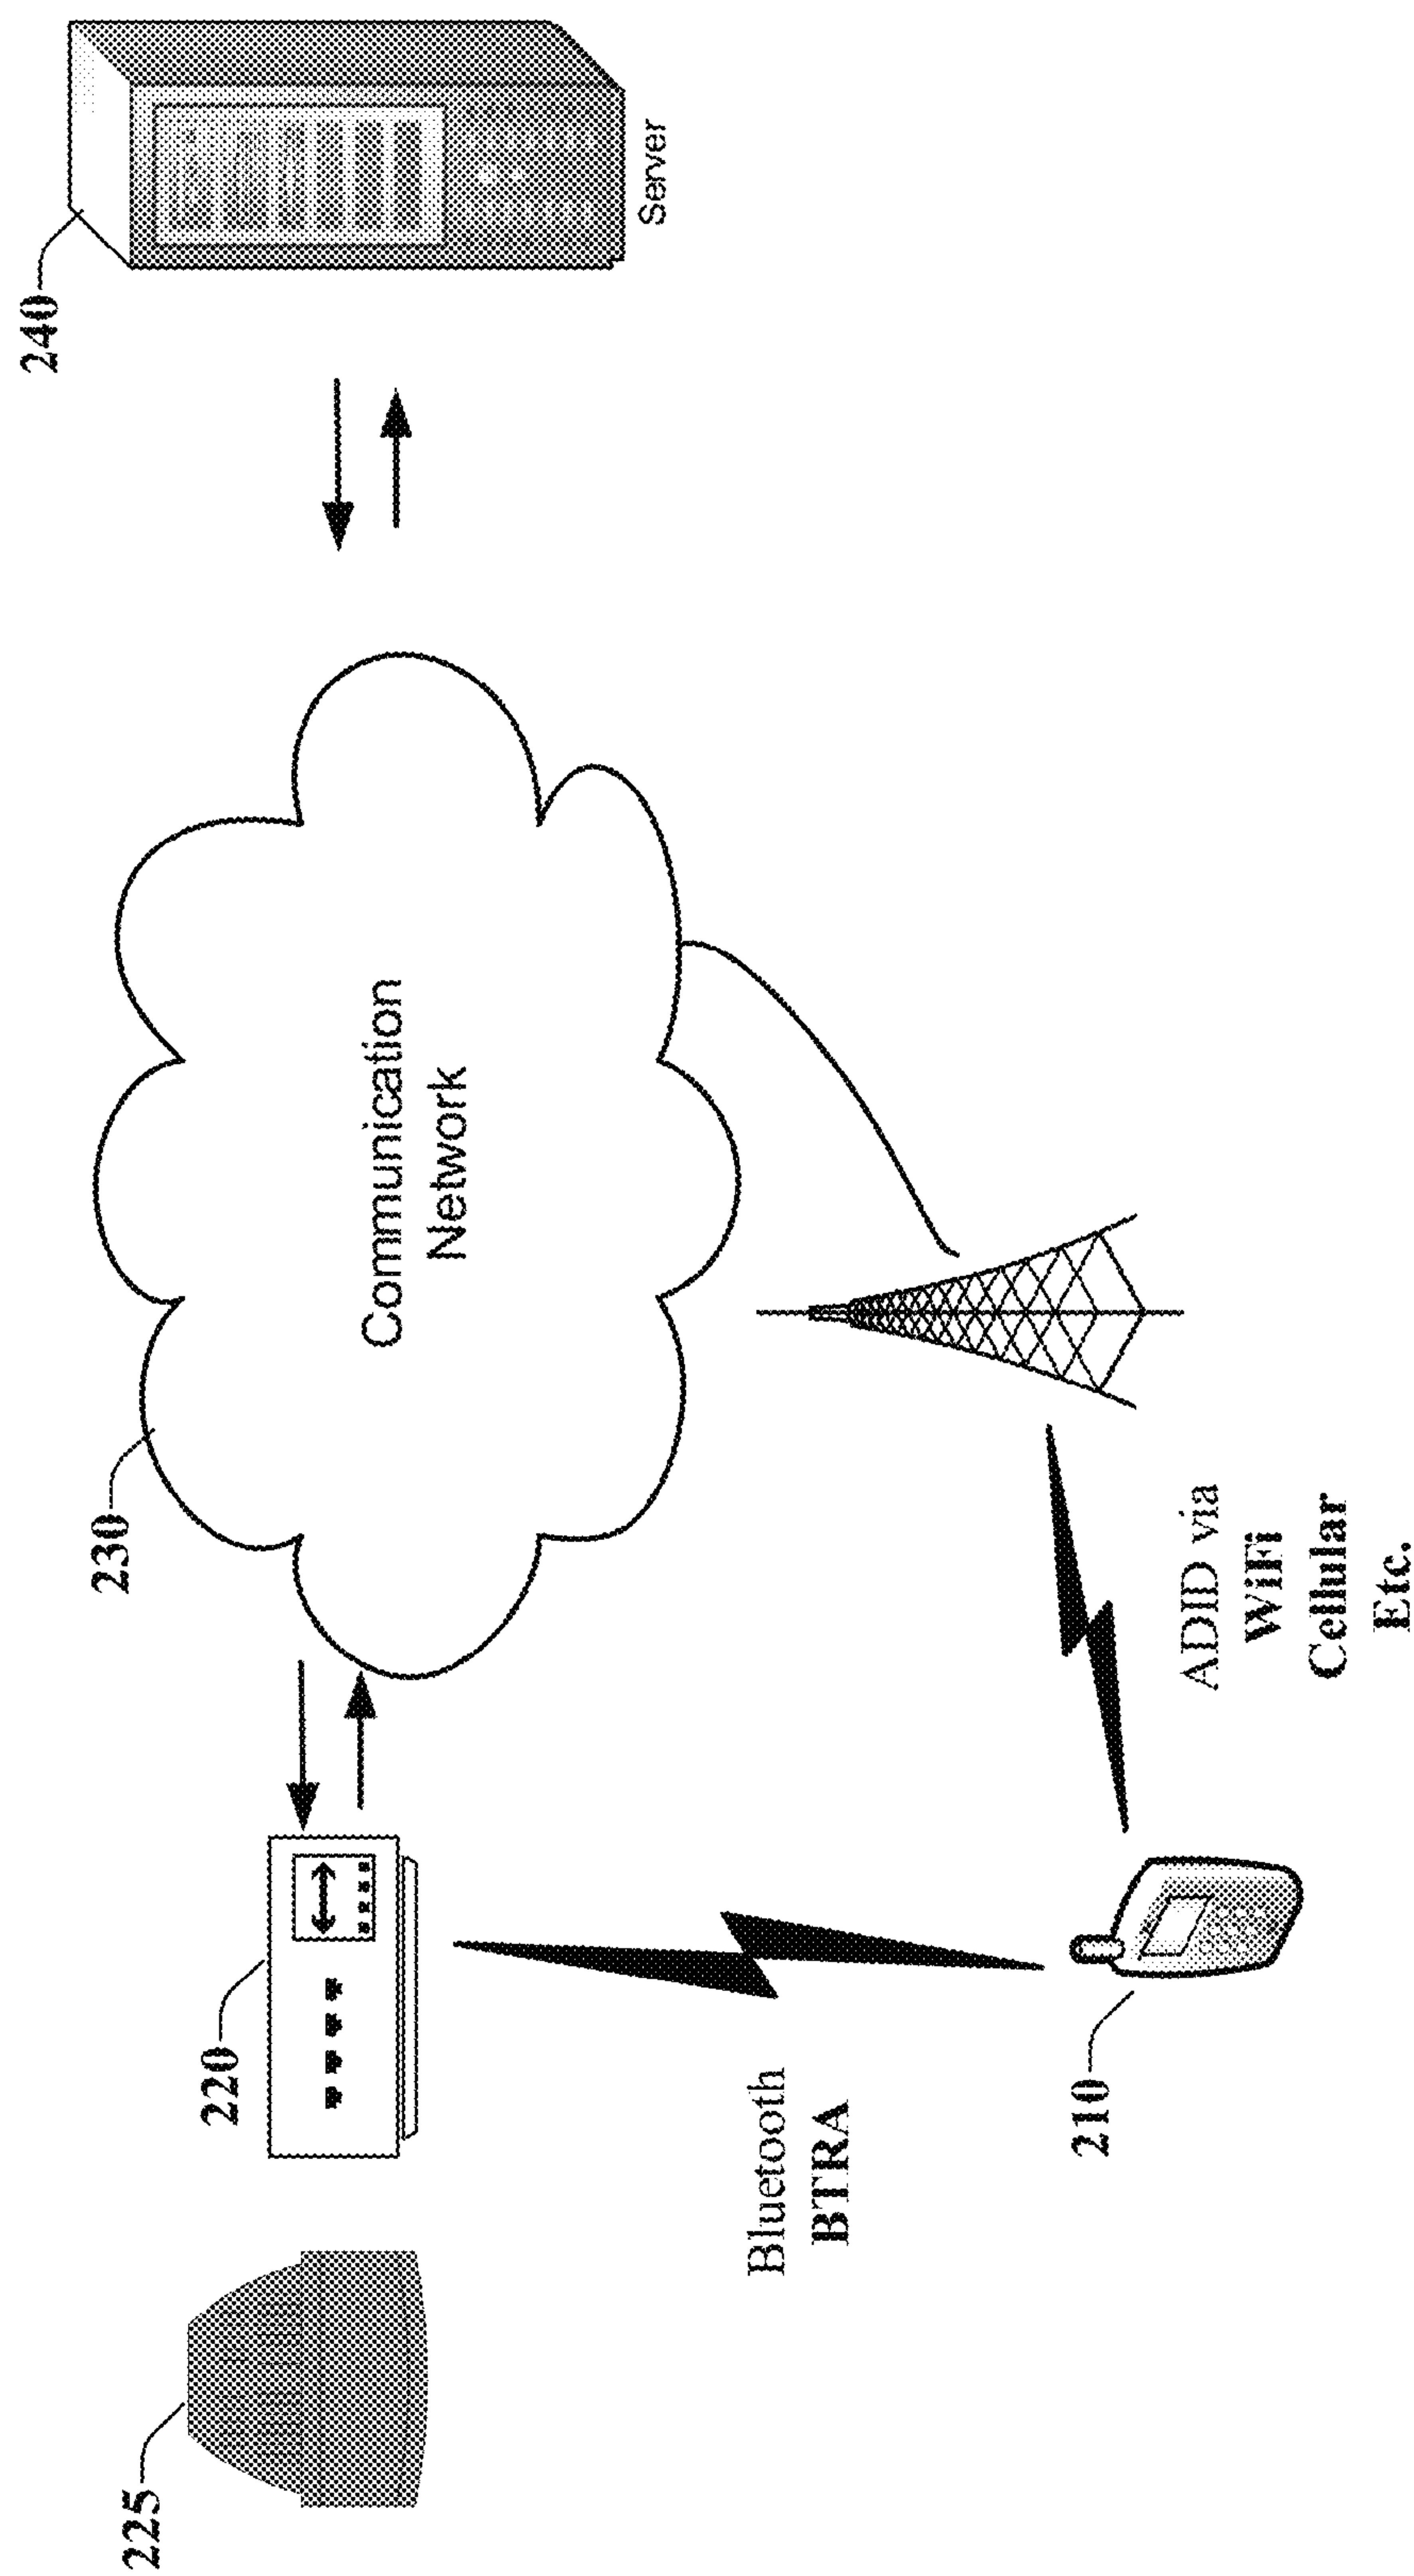 225
220
230
240
Communication
Network
Server
Bluetooth
BTRA
210
ADID via
WiFi
Cellular
Etc.